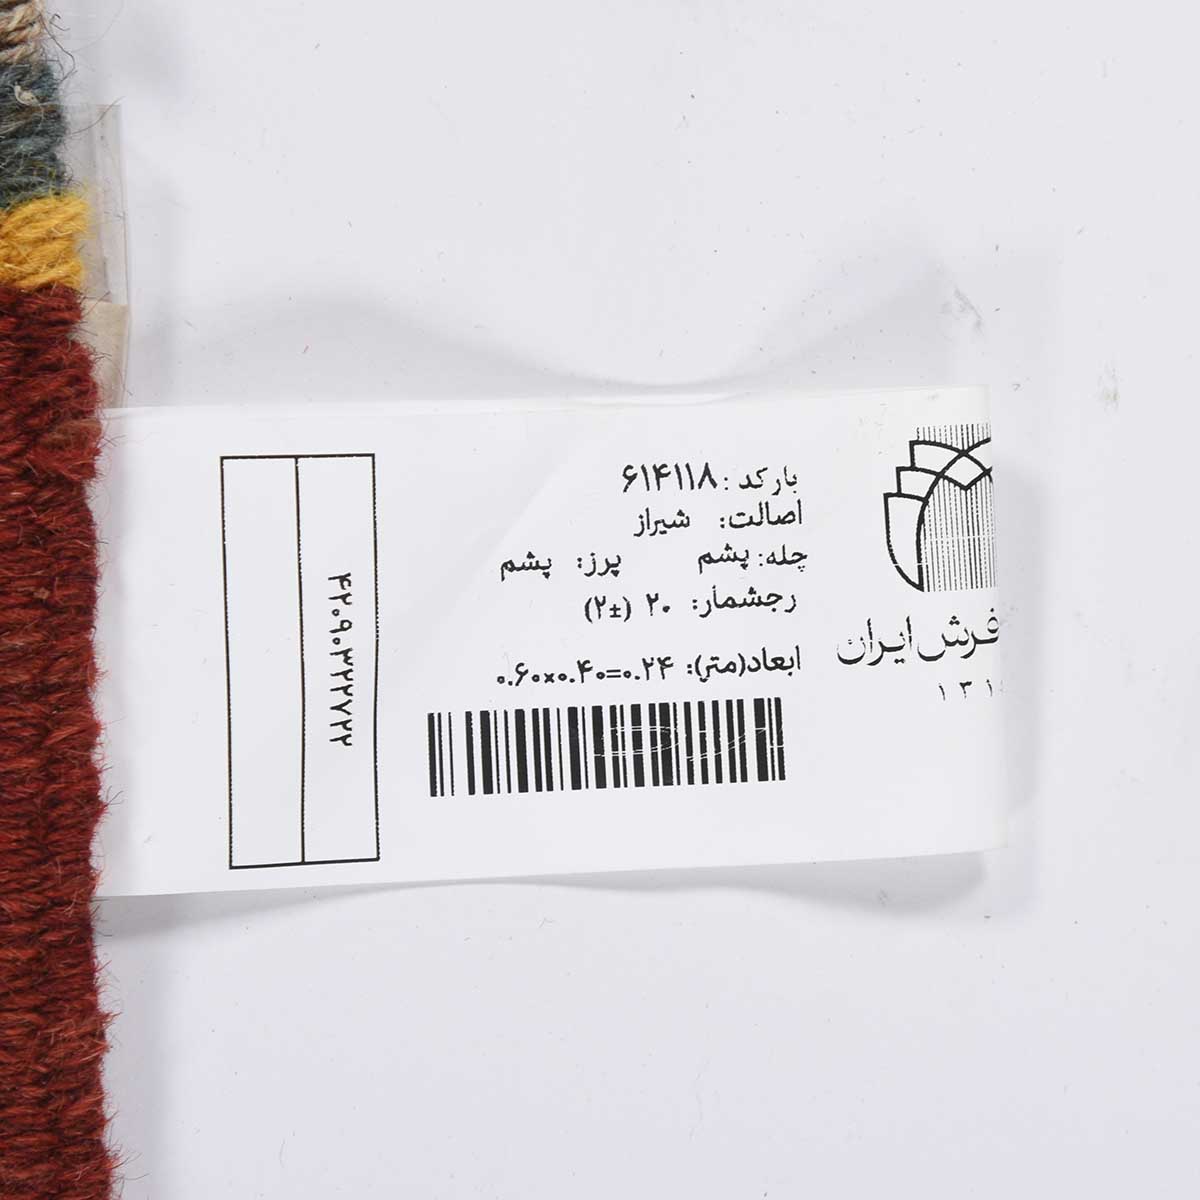 فرش ایران
بارکد: ۶۱۴۱۱۸
اصالت: شیراز
چله: پشم پرز: پشم
رجشمار: ۲۰ (±۲)
ابعاد(متر): ۰.۶۰×۰.۴۰=۰.۲۴
۴۲۰۹۰۳۲۲۷۲۲